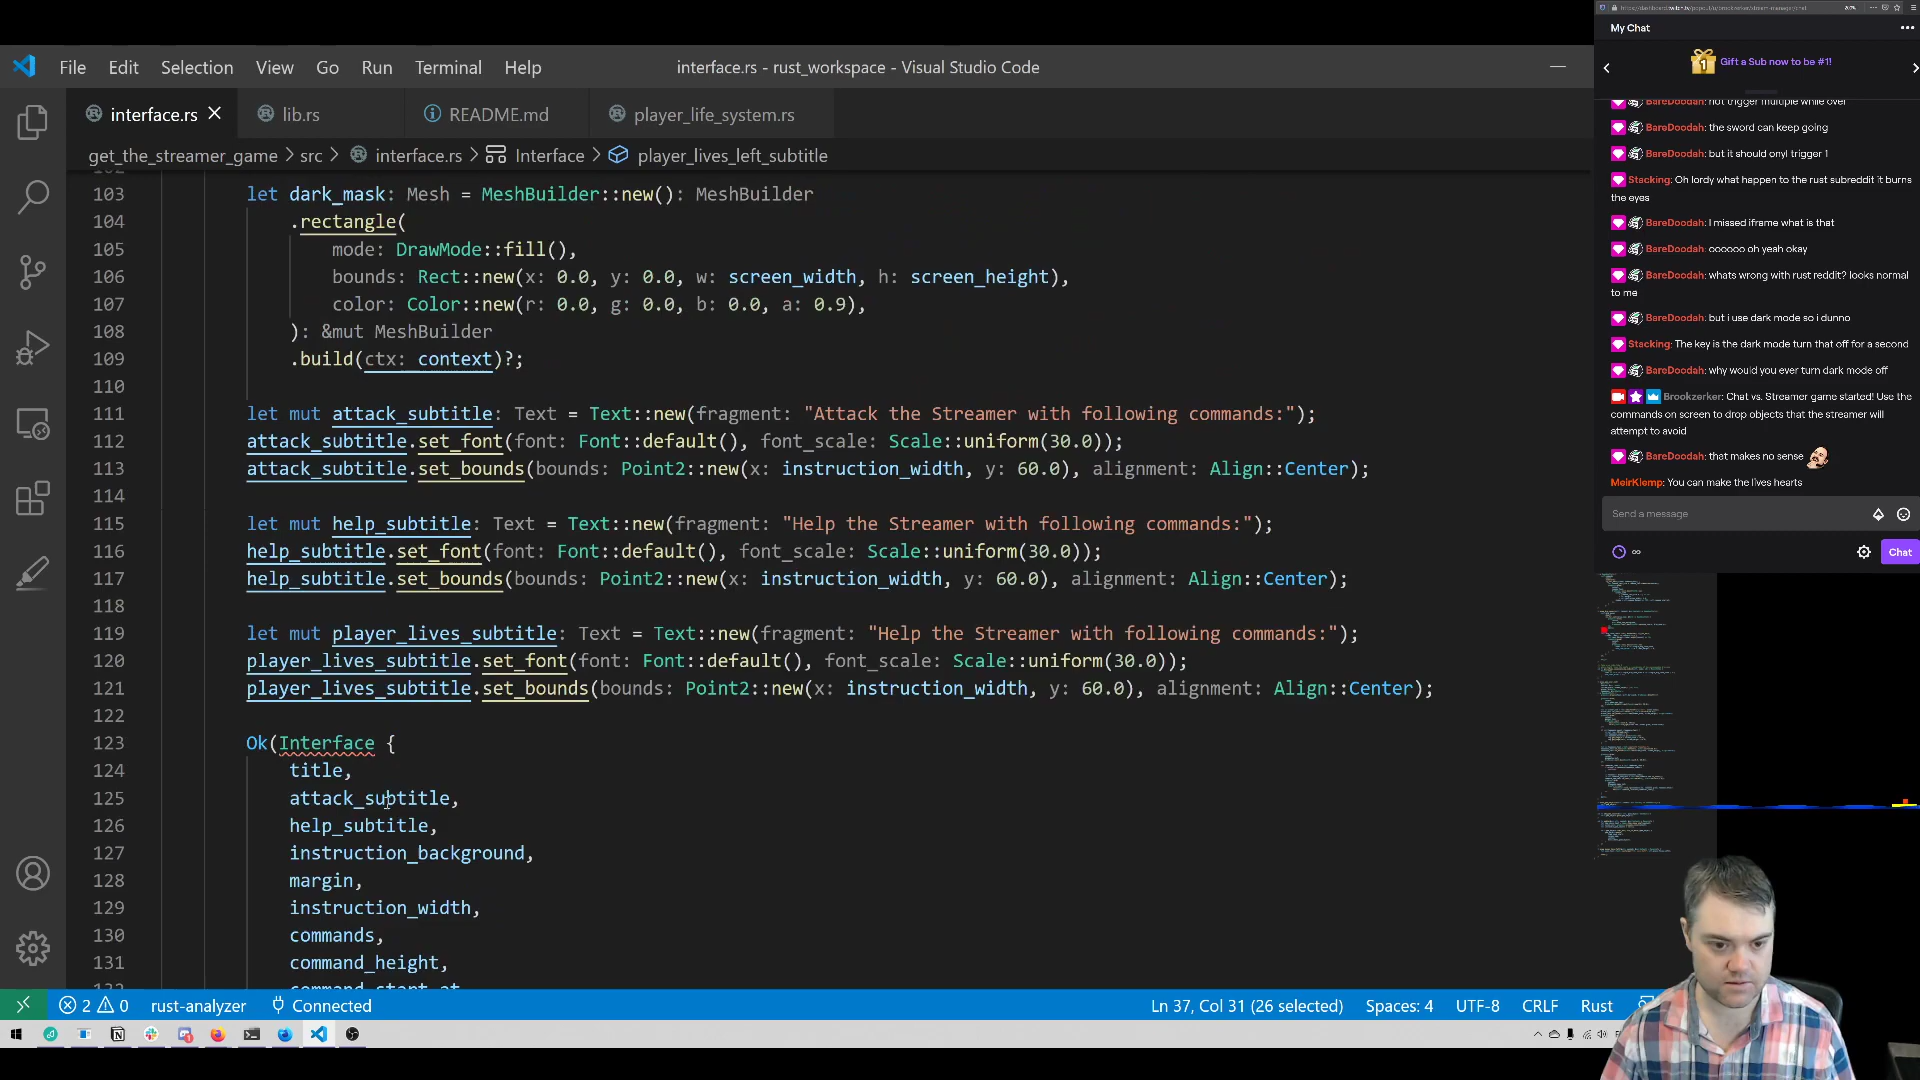 File Edit Selection View Go Run Terminal Help
interface.rs - rust_workspace - Visual Studio Code
interface.rs
lib.rs
README.md
player_life_system.rs
get_the_streamer_game > src > interface.rs > Interface > player_lives_left_subtitle
103 let dark_mask: Mesh = MeshBuilder::new(): MeshBuilder
104 .rectangle(
105 mode: DrawMode::fill(),
106 bounds: Rect::new(x: 0.0, y: 0.0, w: screen_width, h: screen_height),
107 color: Color::new(r: 0.0, g: 0.0, b: 0.0, a: 0.9),
108 ): &mut MeshBuilder
109 .build(ctx: context)?;
110
111 let mut attack_subtitle: Text = Text::new(fragment: "Attack the Streamer with following commands:");
112 attack_subtitle.set_font(font: Font::default(), font_scale: Scale::uniform(30.0));
113 attack_subtitle.set_bounds(bounds: Point2::new(x: instruction_width, y: 60.0), alignment: Align::Center);
114
115 let mut help_subtitle: Text = Text::new(fragment: "Help the Streamer with following commands:");
116 help_subtitle.set_font(font: Font::default(), font_scale: Scale::uniform(30.0));
117 help_subtitle.set_bounds(bounds: Point2::new(x: instruction_width, y: 60.0), alignment: Align::Center);
118
119 let mut player_lives_subtitle: Text = Text::new(fragment: "Help the Streamer with following commands:");
120 player_lives_subtitle.set_font(font: Font::default(), font_scale: Scale::uniform(30.0));
121 player_lives_subtitle.set_bounds(bounds: Point2::new(x: instruction_width, y: 60.0), alignment: Align::Center);
122
123 Ok(Interface {
124 title,
125 attack_subtitle,
126 help_subtitle,
127 instruction_background,
128 margin,
129 instruction_width,
130 commands,
131 command_height,
2 0 rust-analyzer Connected
Ln 37, Col 31 (26 selected) Spaces: 4 UTF-8 CRLF Rust
My Chat
1 Gift a Sub now to be #1!
BareDoodah: not trigger multiple while over
BareDoodah: the sword can keep going
BareDoodah: but it should onyl trigger 1
Stacking: Oh lordy what happen to the rust subreddit it burns
the eyes
BareDoodah: I missed iframe what is that
BareDoodah: oooooo oh yeah okay
BareDoodah: whats wrong with rust reddit? looks normal
to me
BareDoodah: but i use dark mode so i dunno
Stacking: The key is the dark mode turn that off for a second
BareDoodah: why would you ever turn dark mode off
Brookzerker: Chat vs. Streamer game started! Use the
commands on screen to drop objects that the streamer will
attempt to avoid
BareDoodah: that makes no sense
MeirKlemp: You can make the lives hearts
Send a message
∞
Chat